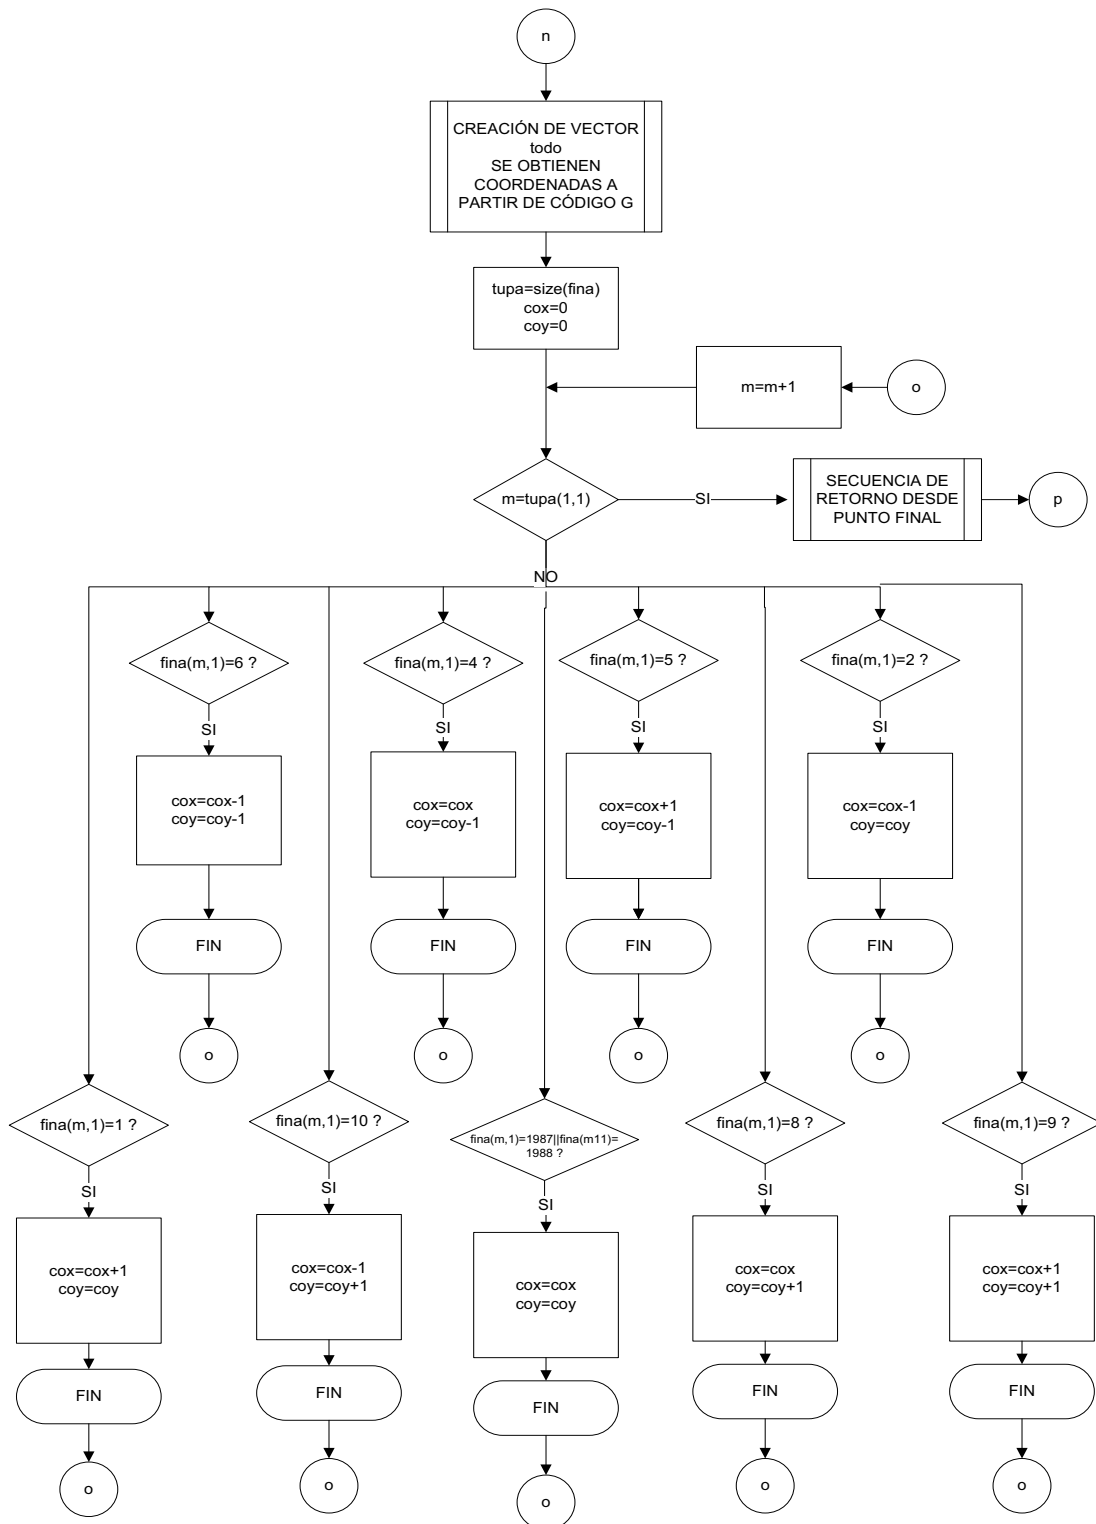 n
CREACIÓN DE VECTOR
todo
SE OBTIENEN
COORDENADAS A
PARTIR DE CÓDIGO G
tupa=size(fina)
cox=0
coy=0
m=m+1
o
m=tupa(1,1)
SI
SECUENCIA DE
RETORNO DESDE
PUNTO FINAL
p
NO
fina(m,1)=6 ?
fina(m,1)=4 ?
fina(m,1)=5 ?
fina(m,1)=2 ?
SI
SI
SI
SI
cox=cox-1
coy=coy-1
cox=cox
coy=coy-1
cox=cox+1
coy=coy-1
cox=cox-1
coy=coy
FIN
FIN
FIN
FIN
o
o
o
o
fina(m,1)=1 ?
fina(m,1)=10 ?
fina(m,1)=1987||fina(m11)=
1988 ?
fina(m,1)=8 ?
fina(m,1)=9 ?
SI
SI
SI
SI
SI
cox=cox+1
coy=coy
cox=cox-1
coy=coy+1
cox=cox
coy=coy
cox=cox
coy=coy+1
cox=cox+1
coy=coy+1
FIN
FIN
FIN
FIN
FIN
o
o
o
o
o